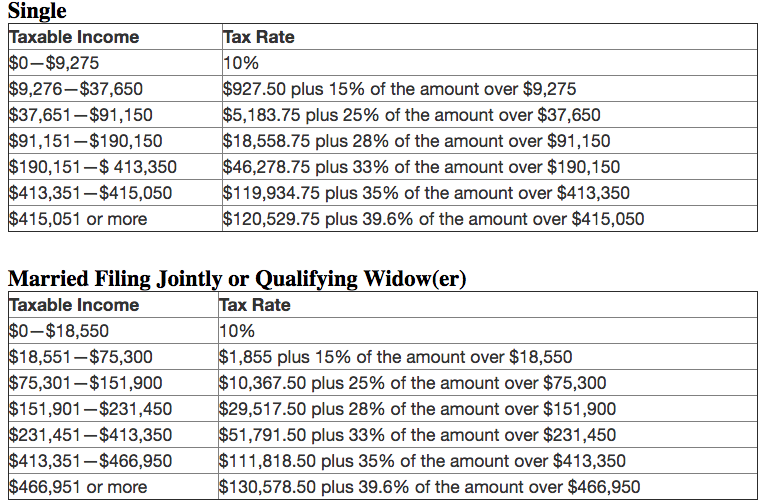 Single
Taxable Income Tax Rate
$0—$9,275 10%
$9,276—$37,650 $927.50 plus 15% of the amount over $9,275
$37,651—$91,150 $5,183.75 plus 25% of the amount over $37,650
$91,151—$190,150 $18,558.75 plus 28% of the amount over $91,150
$190,151—$ 413,350 $46,278.75 plus 33% of the amount over $190,150
$413,351—$415,050 $119,934.75 plus 35% of the amount over $413,350
$415,051 or more $120,529.75 plus 39.6% of the amount over $415,050
Married Filing Jointly or Qualifying Widow(er)
Taxable Income Tax Rate
$0—$18,550 10%
$18,551—$75,300 $1,855 plus 15% of the amount over $18,550
$75,301—$151,900 $10,367.50 plus 25% of the amount over $75,300
$151,901—$231,450 $29,517.50 plus 28% of the amount over $151,900
$231,451—$413,350 $51,791.50 plus 33% of the amount over $231,450
$413,351—$466,950 $111,818.50 plus 35% of the amount over $413,350
$466,951 or more $130,578.50 plus 39.6% of the amount over $466,950